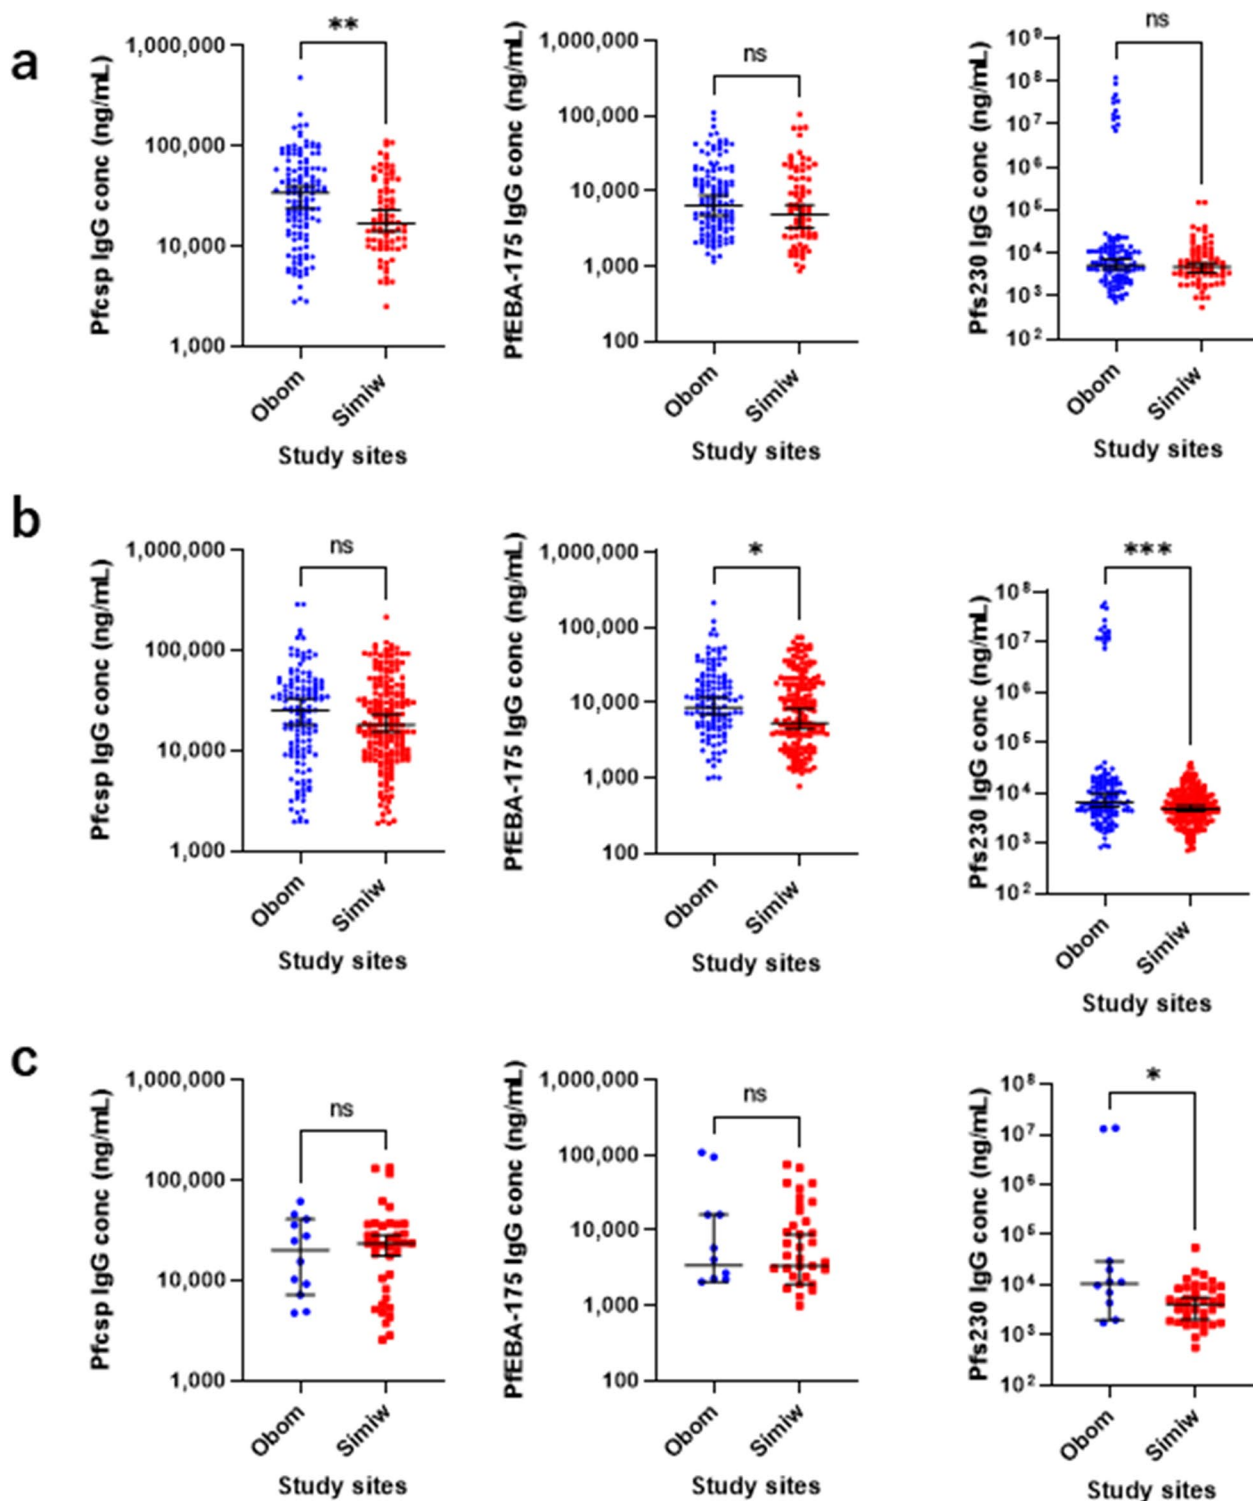 a
Pfcsp IgG conc (ng/mL)
1,000,000
100,000
10,000
1,000
**
Obom
Simiw
Study sites
PfEBA-175 IgG conc (ng/mL)
1,000,000
100,000
10,000
1,000
100
ns
Obom
Simiw
Study sites
Pfs230 IgG conc (ng/mL)
10⁹
10⁸
10⁷
10⁶
10⁵
10⁴
10³
10²
ns
Obom
Simiw
Study sites
b
Pfcsp IgG conc (ng/mL)
1,000,000
100,000
10,000
1,000
ns
Obom
Simiw
Study sites
PfEBA-175 IgG conc (ng/mL)
1,000,000
100,000
10,000
1,000
100
*
Obom
Simiw
Study sites
Pfs230 IgG conc (ng/mL)
10⁸
10⁷
10⁶
10⁵
10⁴
10³
10²
***
Obom
Simiw
Study sites
c
Pfcsp IgG conc (ng/mL)
1,000,000
100,000
10,000
1,000
ns
Obom
Simiw
Study sites
PfEBA-175 IgG conc (ng/mL)
1,000,000
100,000
10,000
1,000
100
ns
Obom
Simiw
Study sites
Pfs230 IgG conc (ng/mL)
10⁸
10⁷
10⁶
10⁵
10⁴
10³
10²
*
Obom
Simiw
Study sites